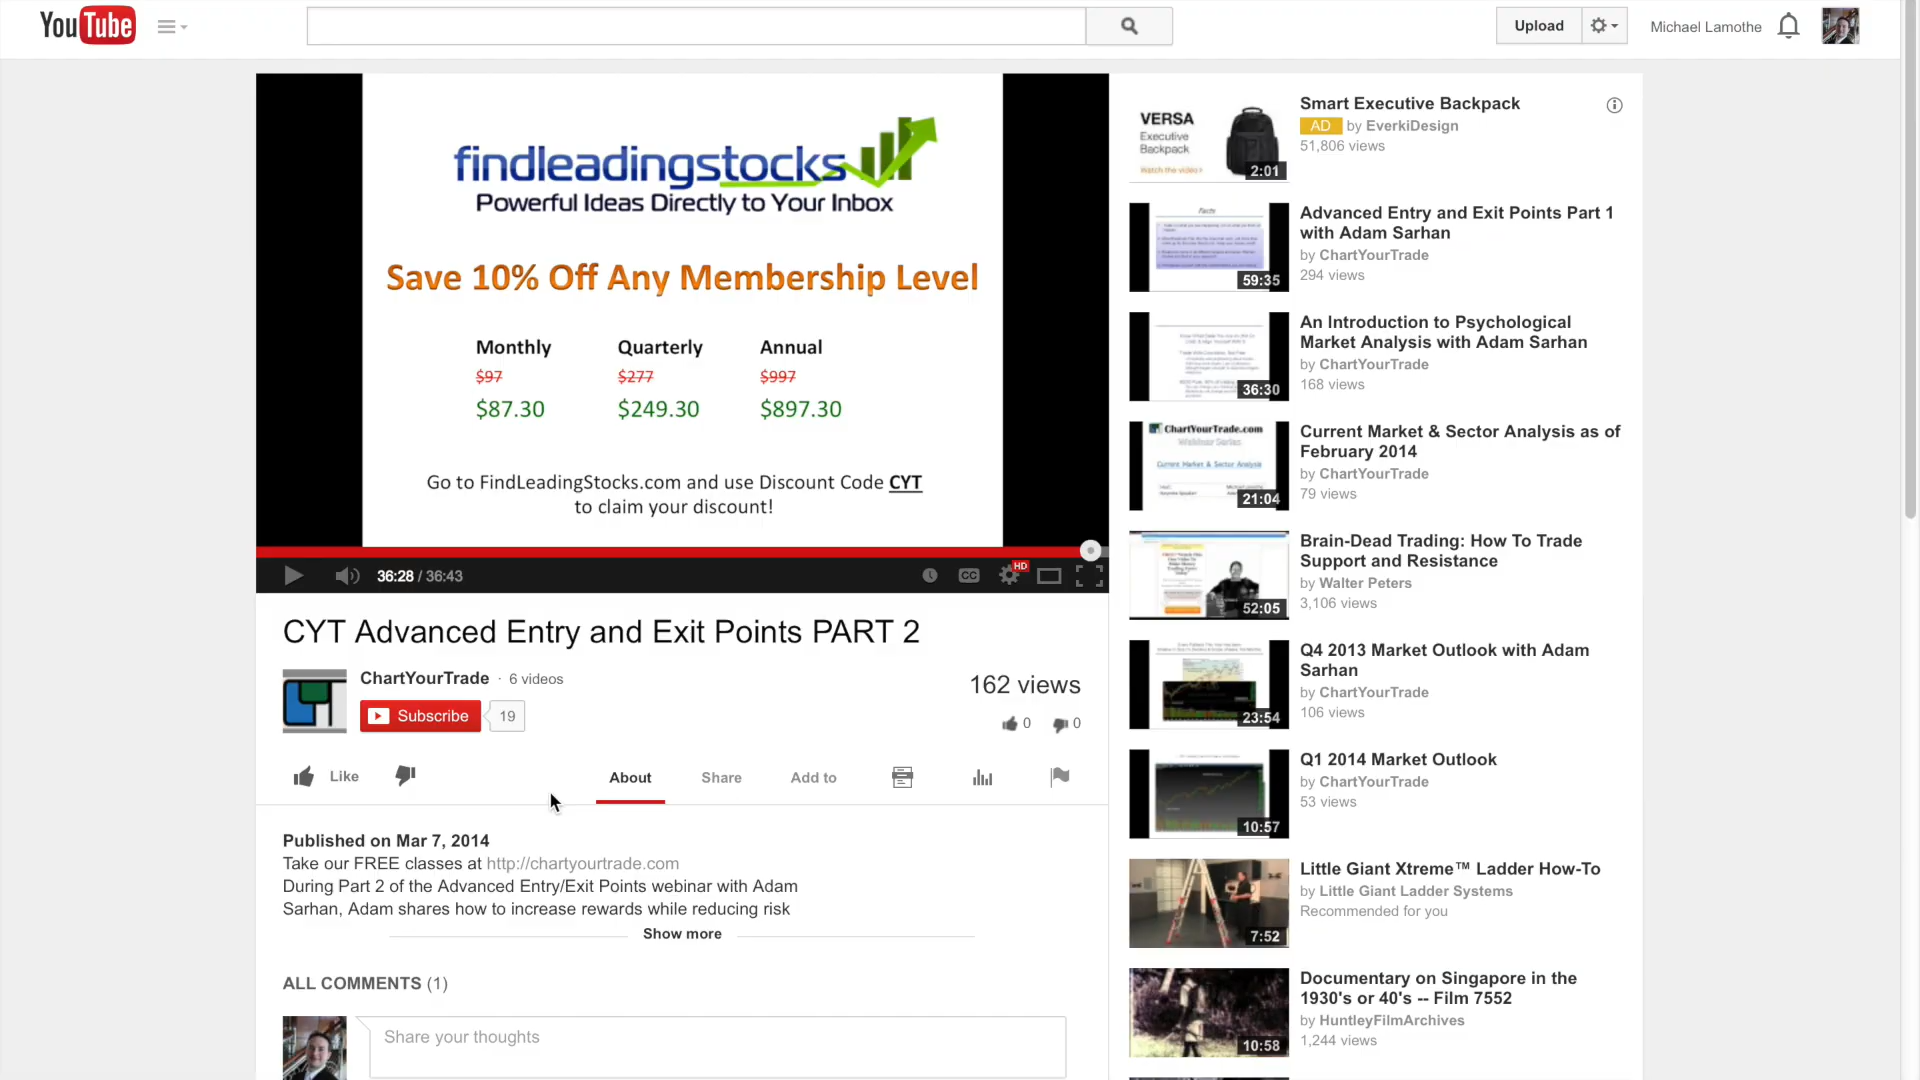 YouTube
Upload
Michael Lamothe
findleadingstocks
Powerful Ideas Directly to Your Inbox
Save 10% Off Any Membership Level
Monthly Quarterly Annual
$97 $277 $997
$87.30 $249.30 $897.30
Go to FindLeadingStocks.com and use Discount Code CYT
to claim your discount!
36:28 / 36:43
CC
HD
CYT Advanced Entry and Exit Points PART 2
ChartYourTrade · 6 videos
Subscribe 19
162 views
0 0
Like
About Share Add to
Published on Mar 7, 2014
Take our FREE classes at http://chartyourtrade.com
During Part 2 of the Advanced Entry/Exit Points webinar with Adam
Sarhan, Adam shares how to increase rewards while reducing risk
Show more
ALL COMMENTS (1)
Share your thoughts
VERSA
Executive
Backpack
Watch the video
2:01
Smart Executive Backpack
AD by EverkiDesign
51,806 views
Facts
59:35
Advanced Entry and Exit Points Part 1
with Adam Sarhan
by ChartYourTrade
294 views
36:30
An Introduction to Psychological
Market Analysis with Adam Sarhan
by ChartYourTrade
168 views
ChartYourTrade.com
Webinar Series
Current Market & Sector Analysis
21:04
Current Market & Sector Analysis as of
February 2014
by ChartYourTrade
79 views
52:05
Brain-Dead Trading: How To Trade
Support and Resistance
by Walter Peters
3,106 views
23:54
Q4 2013 Market Outlook with Adam
Sarhan
by ChartYourTrade
106 views
10:57
Q1 2014 Market Outlook
by ChartYourTrade
53 views
7:52
Little Giant Xtreme™ Ladder How-To
by Little Giant Ladder Systems
Recommended for you
10:58
Documentary on Singapore in the
1930's or 40's -- Film 7552
by HuntleyFilmArchives
1,244 views